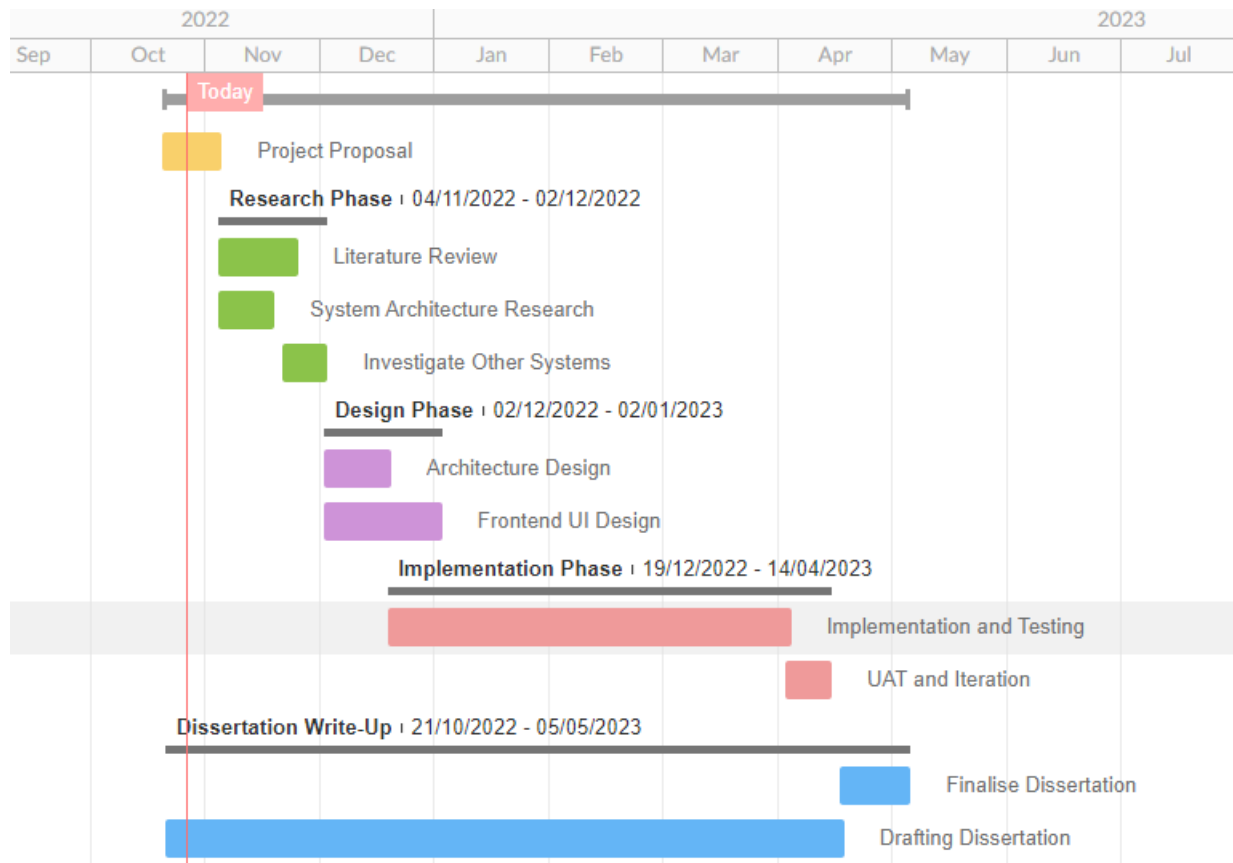 2022 2023
Sep Oct Nov Dec Jan Feb Mar Apr May Jun Jul
Today
Project Proposal
Research Phase 04/11/2022 - 02/12/2022
Literature Review
System Architecture Research
Investigate Other Systems
Design Phase 02/12/2022 - 02/01/2023
Architecture Design
Frontend UI Design
Implementation Phase 19/12/2022 - 14/04/2023
Implementation and Testing
UAT and Iteration
Dissertation Write-Up 21/10/2022 - 05/05/2023
Finalise Dissertation
Drafting Dissertation